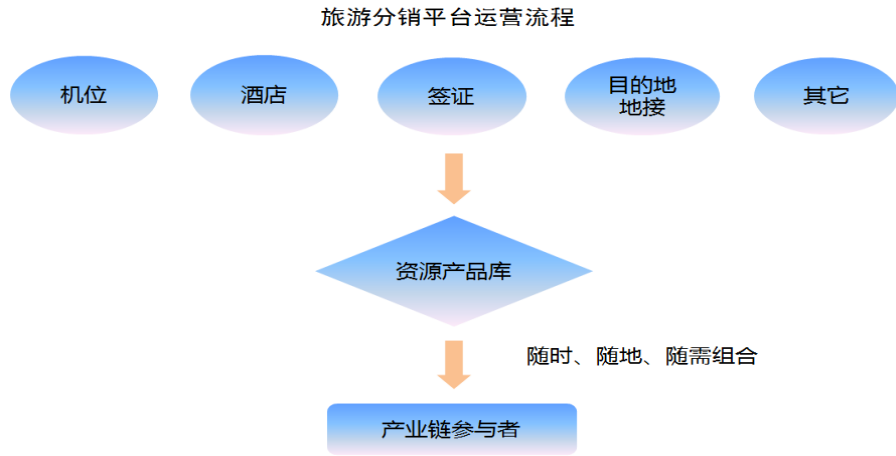 旅游分销平台运营流程
机位
酒店
签证
目的地
地接
其它
资源产品库
随时、随地、随需组合
产业链参与者